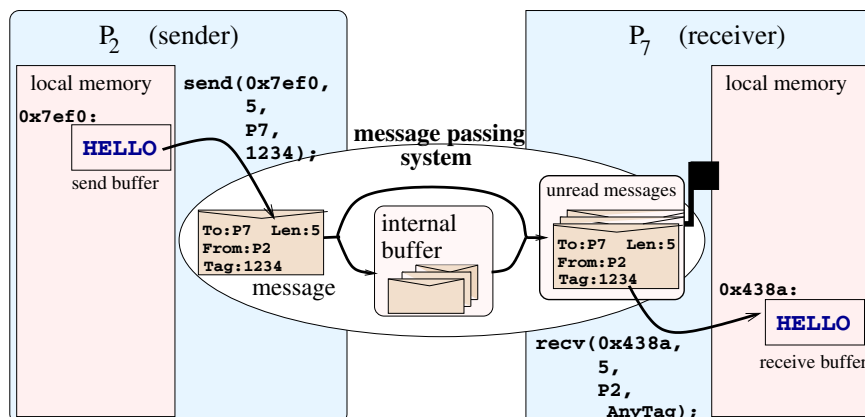 P2 (sender)
local memory
0x7ef0:
HELLO
send buffer
send(0x7ef0,
5,
P7,
1234);
message passing
system
To:P7 Len:5
From:P2
Tag:1234
message
internal
buffer
P7 (receiver)
unread messages
To:P7 Len:5
From:P2
Tag:1234
recv(0x438a,
5,
P2,
AnyTag);
local memory
0x438a:
HELLO
receive buffer